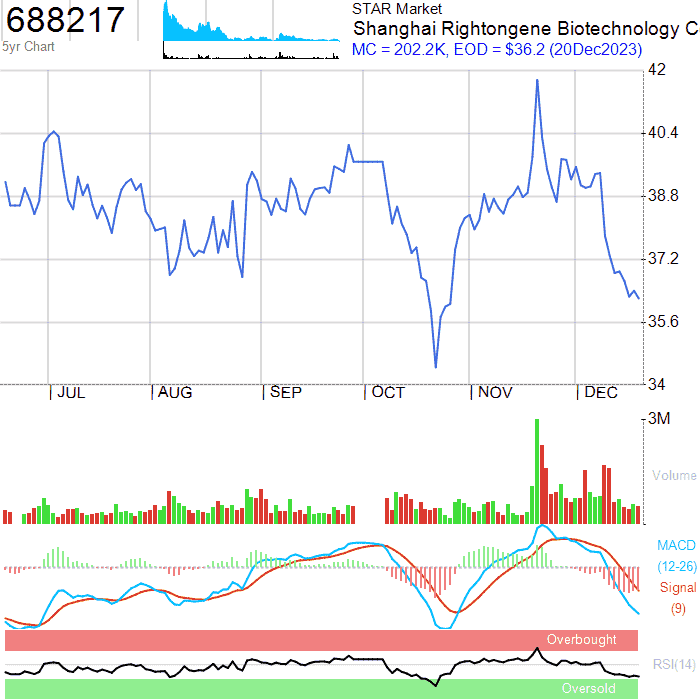 688217
5yr Chart
STAR Market
Shanghai Rightongene Biotechnology C
MC = 202.2K, EOD = $36.2 (20Dec2023)
42
40.4
38.8
37.2
35.6
34
JUL AUG SEP OCT NOV DEC
3M
Volume
MACD
(12-26)
Signal
(9)
Overbought
RSI(14)
Oversold